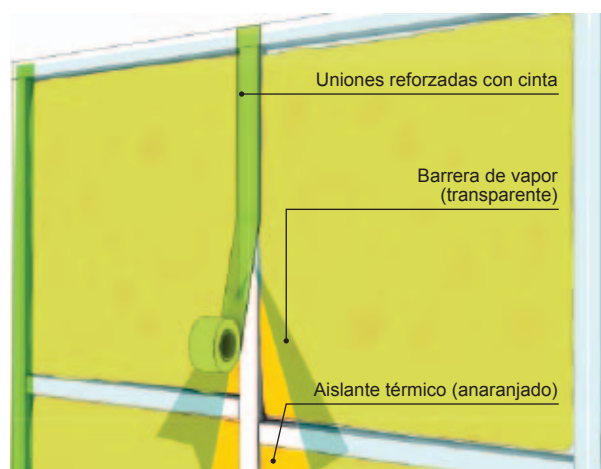 Uniones reforzadas con cinta
Barrera de vapor
(transparente)
Aislante térmico (anaranjado)